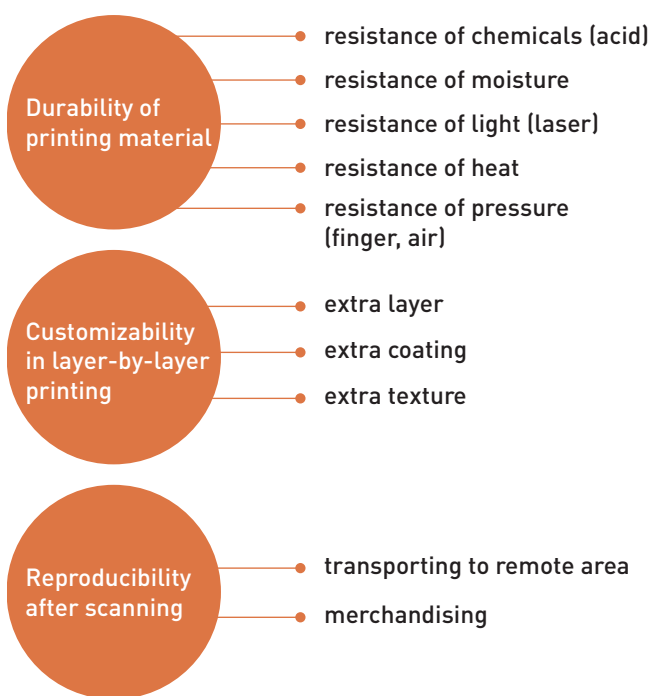 Durability of
printing material
resistance of chemicals (acid)
resistance of moisture
resistance of light (laser)
resistance of heat
resistance of pressure
(finger, air)
Customizability
in layer-by-layer
printing
extra layer
extra coating
extra texture
Reproducibility
after scanning
transporting to remote area
merchandising